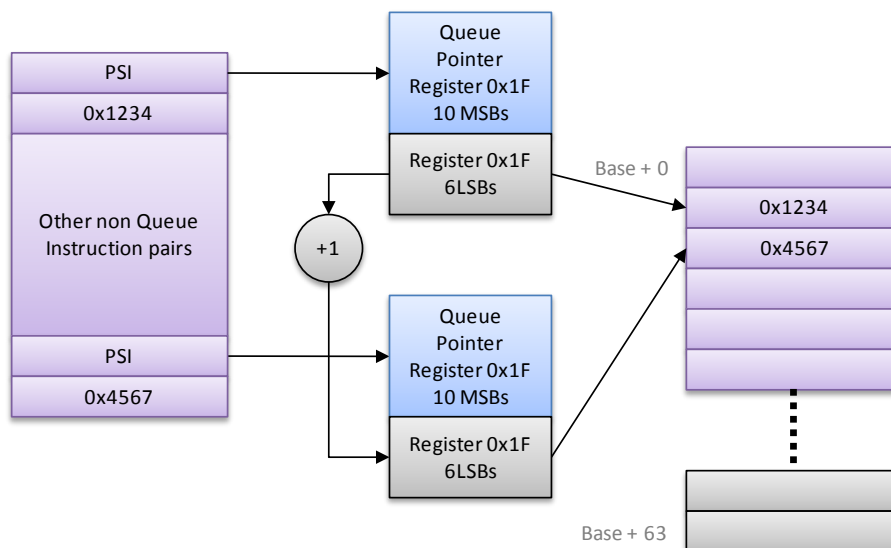 PSI
0x1234
Other non Queue
Instruction pairs
PSI
0x4567
Queue
Pointer
Register 0x1F
10 MSBs
Register 0x1F
6LSBs
+1
Queue
Pointer
Register 0x1F
10 MSBs
Register 0x1F
6LSBs
Base + 0
0x1234
0x4567
Base + 63